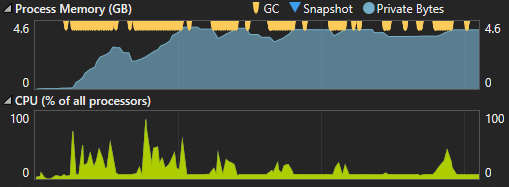 Process Memory (GB) GC Snapshot Private Bytes
4.6 4.6
0 0
CPU (% of all processors)
100 100
0 0